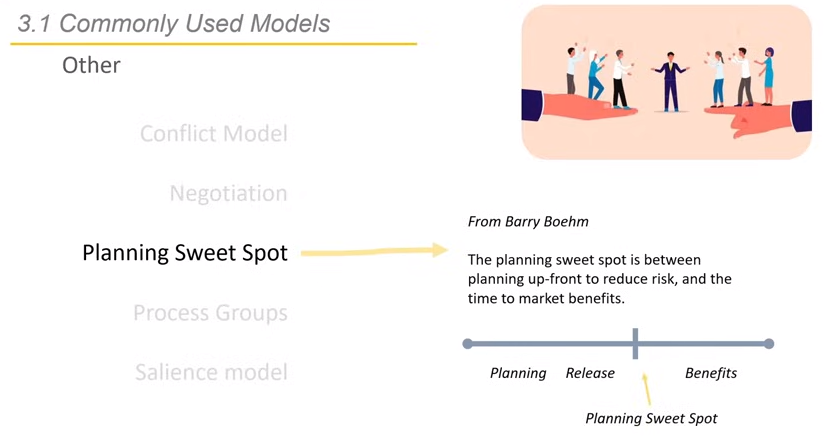 3.1 Commonly Used Models
Other
Conflict Model
Negotiation
Planning Sweet Spot
Process Groups
Salience model
From Barry Boehm
The planning sweet spot is between
planning up-front to reduce risk, and the
time to market benefits.
Planning Release Benefits
Planning Sweet Spot